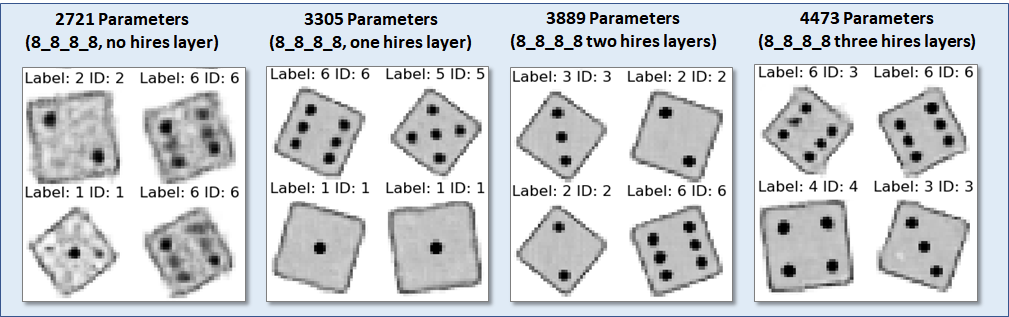 2721 Parameters
(8_8_8_8, no hires layer)
Label: 2 ID: 2 Label: 6 ID: 6
Label: 1 ID: 1 Label: 6 ID: 6
3305 Parameters
(8_8_8_8, one hires layer)
Label: 6 ID: 6 Label: 5 ID: 5
Label: 1 ID: 1 Label: 1 ID: 1
3889 Parameters
(8_8_8_8 two hires layers)
Label: 3 ID: 3 Label: 2 ID: 2
Label: 2 ID: 2 Label: 6 ID: 6
4473 Parameters
(8_8_8_8 three hires layers)
Label: 6 ID: 3 Label: 6 ID: 6
Label: 4 ID: 4 Label: 3 ID: 3